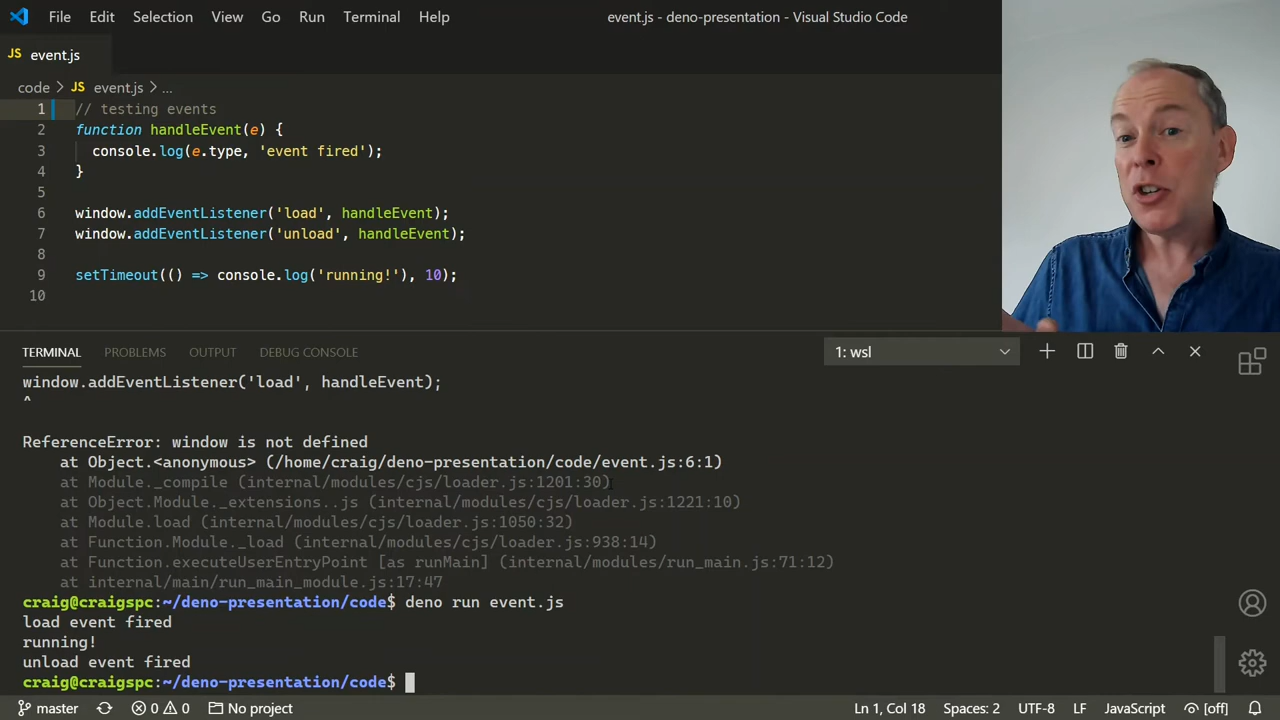 File Edit Selection View Go Run Terminal Help event.js - deno-presentation - Visual Studio Code
JS event.js
code > JS event.js > ...
1 // testing events
2 function handleEvent(e) {
3 console.log(e.type, 'event fired');
4 }
5
6 window.addEventListener('load', handleEvent);
7 window.addEventListener('unload', handleEvent);
8
9 setTimeout(() => console.log('running!'), 10);
10
TERMINAL PROBLEMS OUTPUT DEBUG CONSOLE 1: wsl
window.addEventListener('load', handleEvent);
^
ReferenceError: window is not defined
at Object.<anonymous> (/home/craig/deno-presentation/code/event.js:6:1)
at Module._compile (internal/modules/cjs/loader.js:1201:30)
at Object.Module._extensions..js (internal/modules/cjs/loader.js:1221:10)
at Module.load (internal/modules/cjs/loader.js:1050:32)
at Function.Module._load (internal/modules/cjs/loader.js:938:14)
at Function.executeUserEntryPoint [as runMain] (internal/modules/run_main.js:71:12)
at internal/main/run_main_module.js:17:47
craig@craigspc:~/deno-presentation/code$ deno run event.js
load event fired
running!
unload event fired
craig@craigspc:~/deno-presentation/code$
master 0 0 No project Ln 1, Col 18 Spaces: 2 UTF-8 LF JavaScript [off]